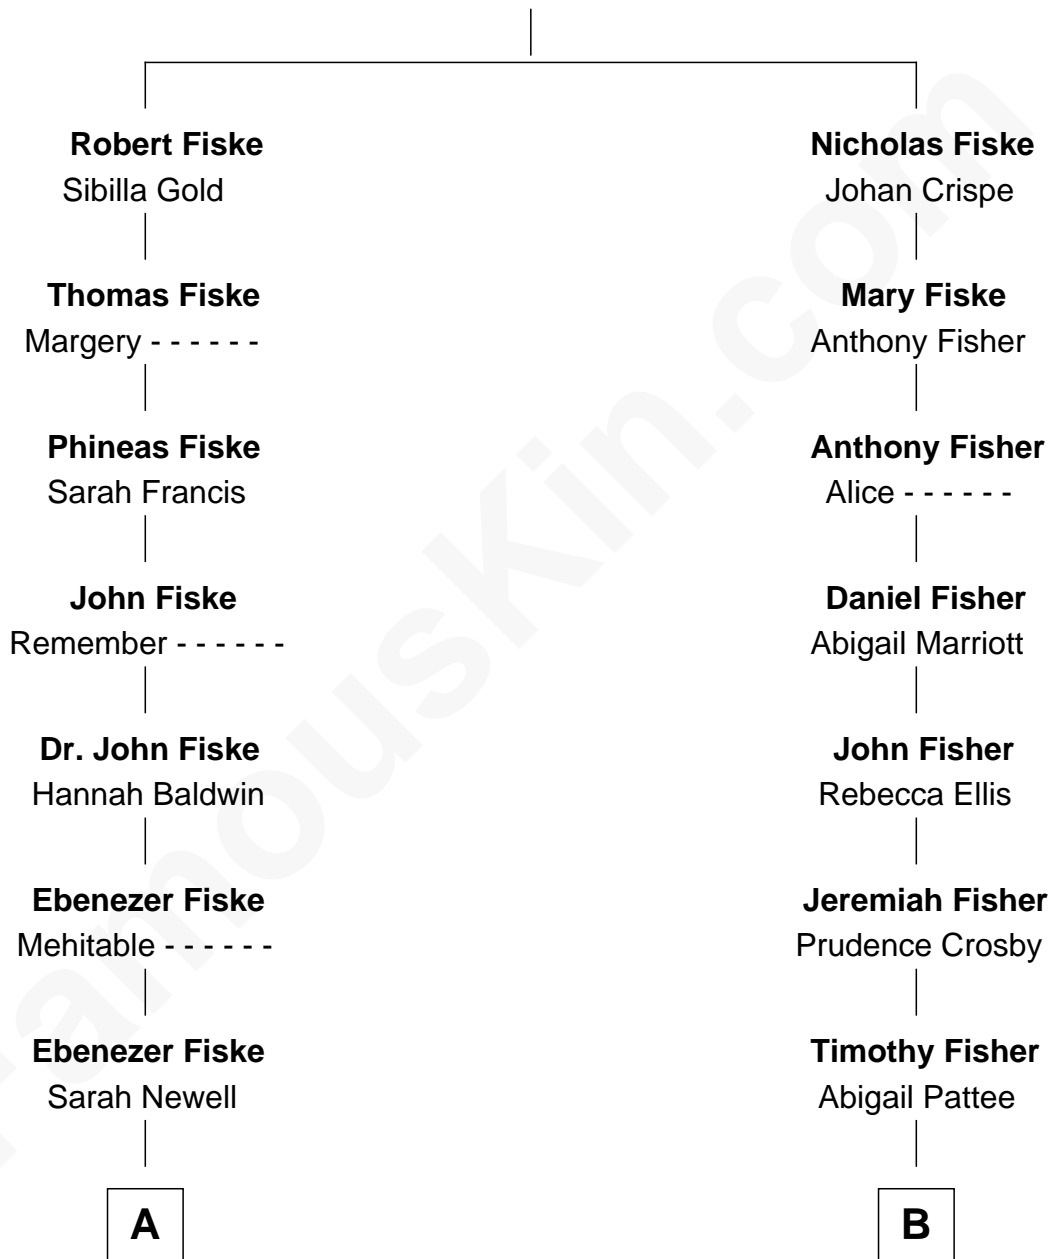 Robert Fiske
Sibilla Gold
Thomas Fiske
Margery - - - - - -
Phineas Fiske
Sarah Francis
John Fiske
Remember - - - - - -
Dr. John Fiske
Hannah Baldwin
Ebenezer Fiske
Mehitable - - - - - -
Ebenezer Fiske
Sarah Newell
A
Nicholas Fiske
Johan Crispe
Mary Fiske
Anthony Fisher
Anthony Fisher
Alice - - - - - -
Daniel Fisher
Abigail Marriott
John Fisher
Rebecca Ellis
Jeremiah Fisher
Prudence Crosby
Timothy Fisher
Abigail Pattee
B
FamousKin.com